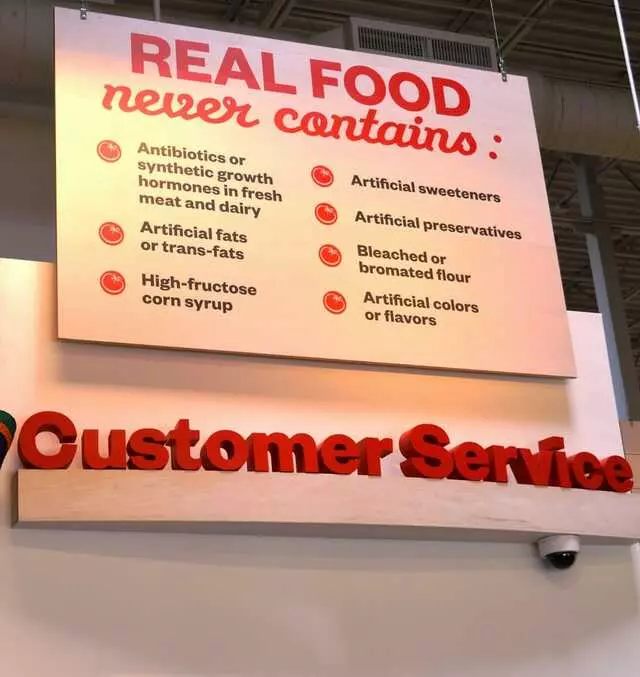 REAL FOOD
never contains:
Antibiotics or
synthetic growth
hormones in fresh
meat and dairy
Artificial fats
or trans-fats
High-fructose
corn syrup
Artificial sweeteners
Artificial preservatives
Bleached or
bromated flour
Artificial colors
or flavors
Customer Service